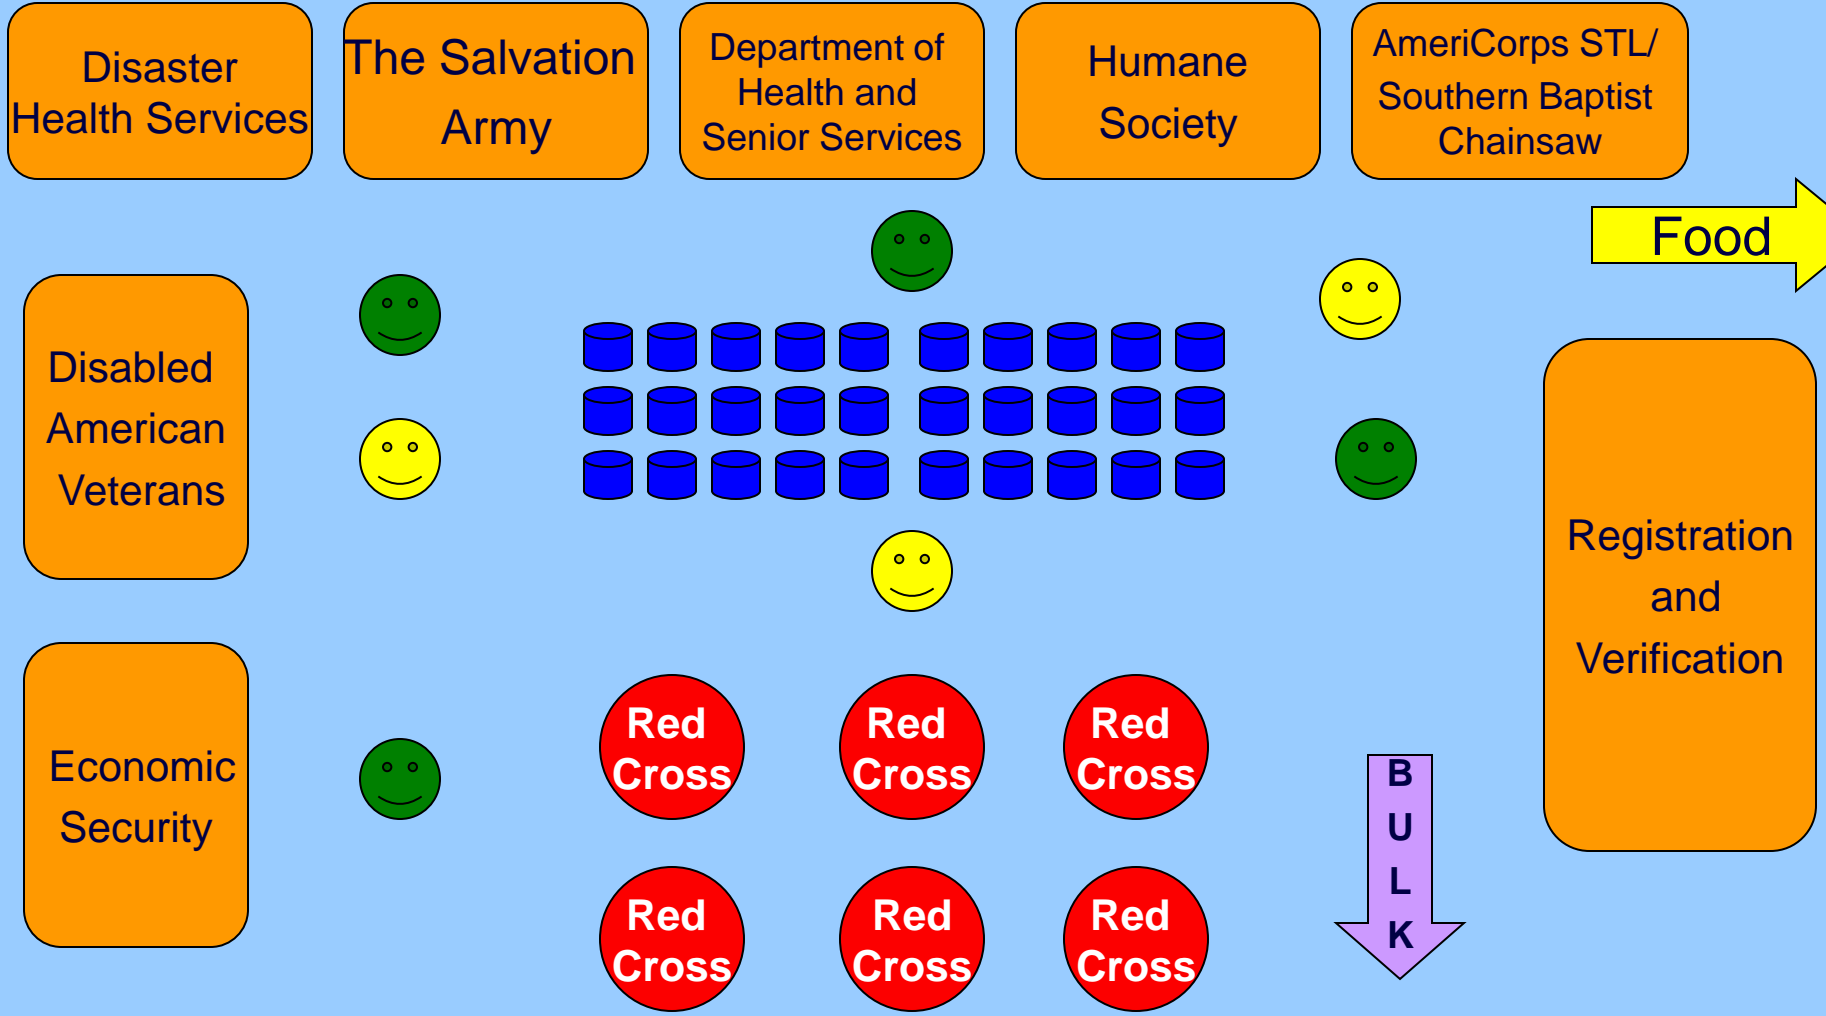 Disaster
Health Services
The Salvation
Army
Department of
Health and
Senior Services
Humane
Society
AmeriCorps STL/
Southern Baptist
Chainsaw
Food
Disabled
American
Veterans
Registration
and
Verification
Economic
Security
Red
Cross
Red
Cross
Red
Cross
B
U
L
K
Red
Cross
Red
Cross
Red
Cross